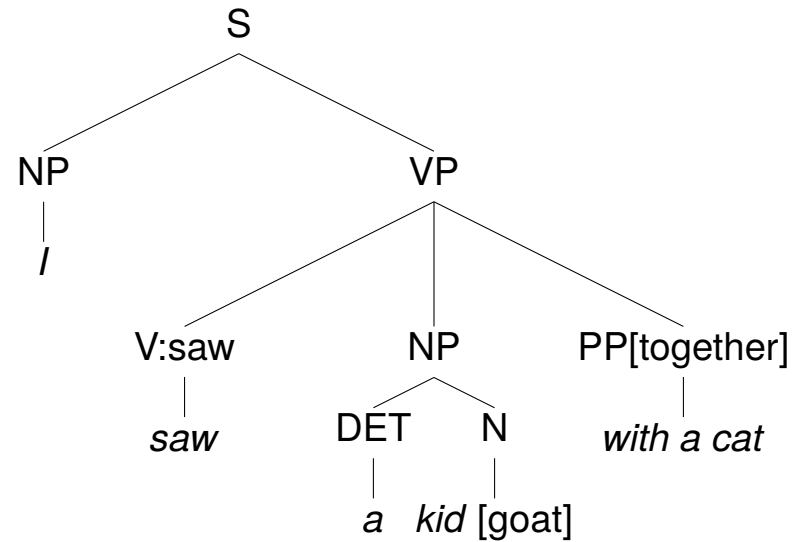 S
NP VP
I
V:saw NP PP[together]
saw DET N with a cat
a kid [goat]